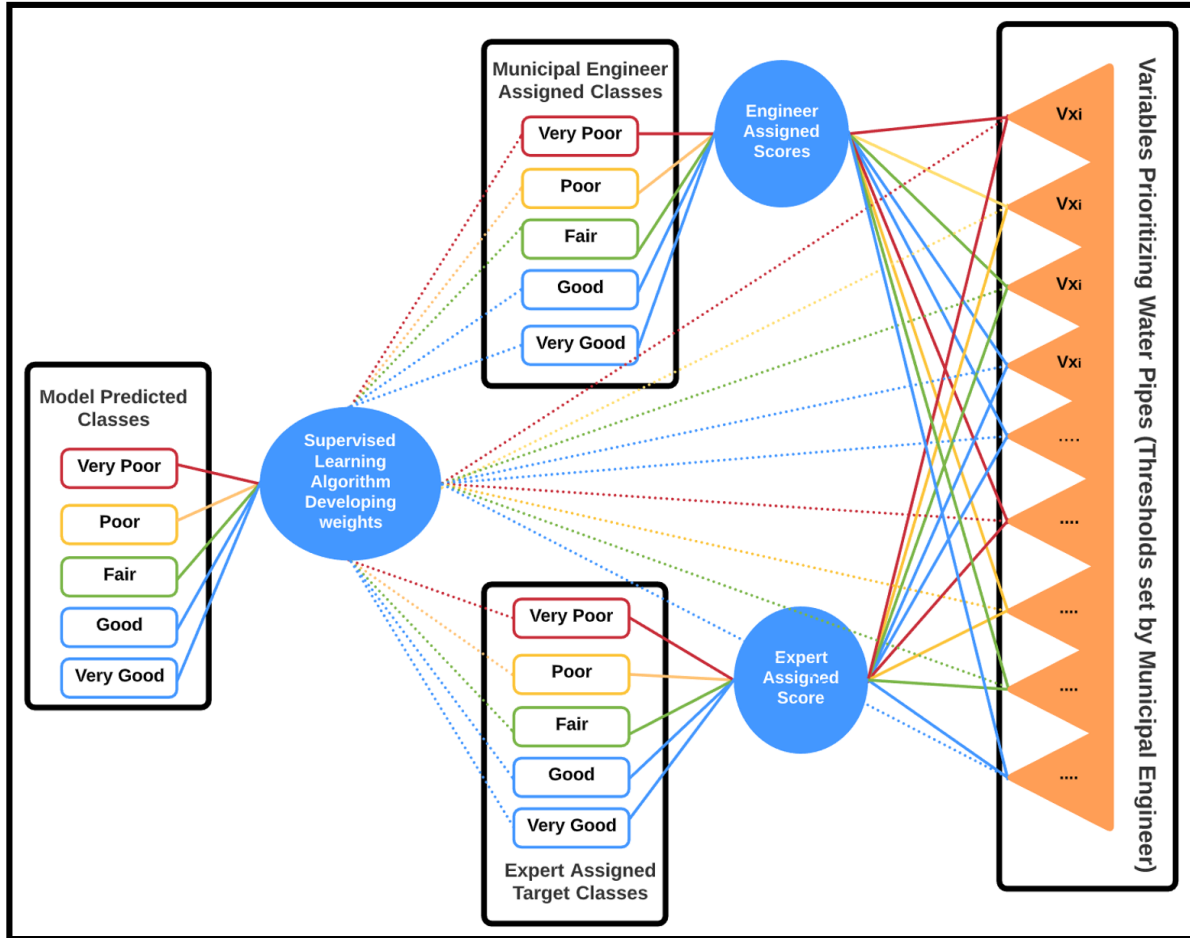 Model Predicted
Classes
Very Poor
Poor
Fair
Good
Very Good
Supervised
Learning
Algorithm
Developing
weights
Municipal Engineer
Assigned Classes
Very Poor
Poor
Fair
Good
Very Good
Engineer
Assigned
Scores
Very Poor
Poor
Fair
Good
Very Good
Expert Assigned
Target Classes
Expert
Assigned
Score
Vxi
Vxi
Vxi
Vxi
....
....
....
....
....
Variables Prioritizing Water Pipes (Thresholds set by Municipal Engineer)